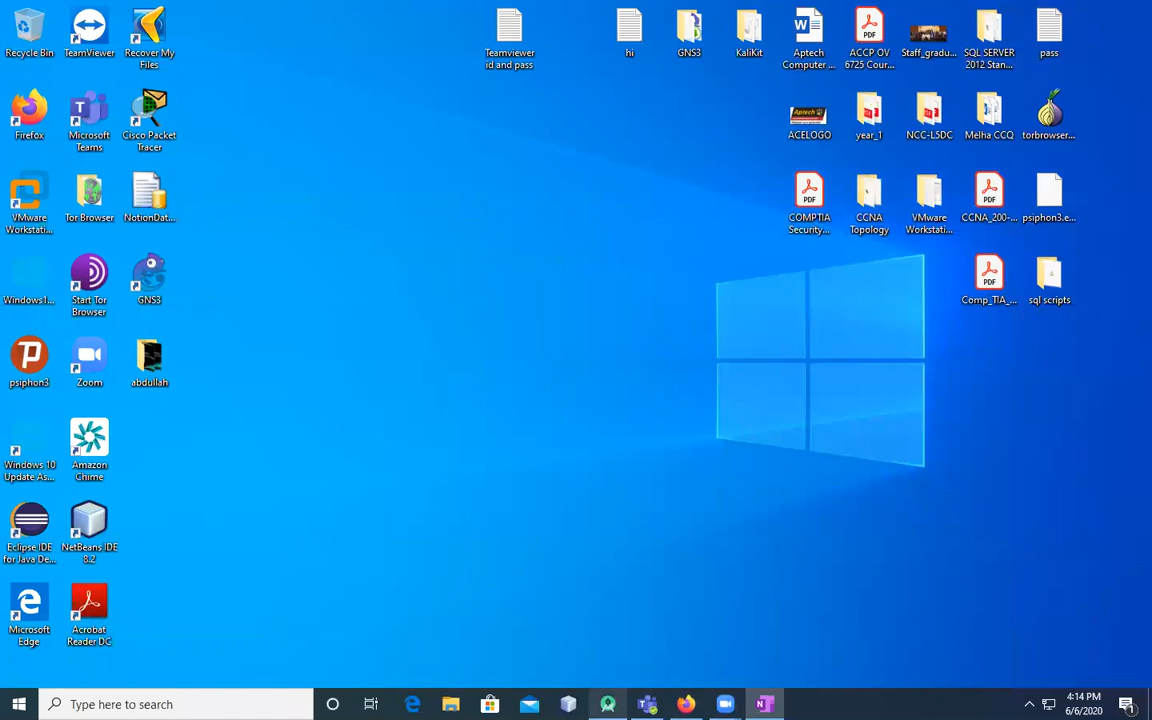 Recycle Bin
TeamViewer
Recover My
Files
Teamviewer
id and pass
hi
GNS3
KaliKit
Aptech
Computer ...
ACCP OV
6725 Cour...
Staff_gradu...
SQL SERVER
2012 Stan...
pass
Firefox
Microsoft
Teams
Cisco Packet
Tracer
ACELOGO
year_1
NCC-L5DC
Melha CCQ
torbrowser...
VMware
Workstati...
Tor Browser
NotionDat...
COMPTIA
Security...
CCNA
Topology
VMware
Workstati...
CCNA_200-...
psiphon3.e...
Windows1...
Start Tor
Browser
GNS3
Comp_TIA_...
sql scripts
psiphon3
Zoom
abdullah
Windows 10
Update As...
Amazon
Chime
Eclipse IDE
for Java De...
NetBeans IDE
8.2
Microsoft
Edge
Acrobat
Reader DC
Type here to search
4:14 PM
6/6/2020